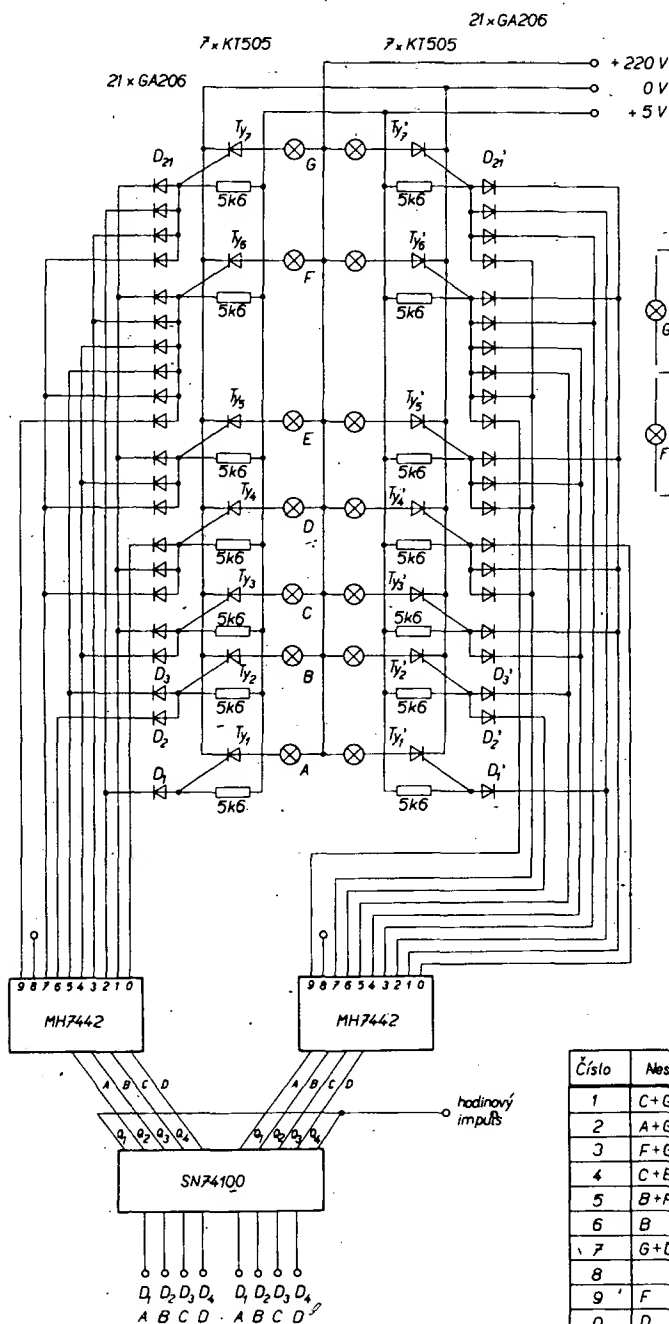 21×GA206
7×KT505 7×KT505
+220 V
0 V
21×GA206
+5 V
Ty7 Ty7'
D21 G D21'
5k6 5k6
Ty6 Ty6'
F
5k6 5k6
G
Ty5 Ty5'
E
F
5k6 5k6
Ty4 Ty4'
D
5k6 5k6
Ty3 Ty3'
C
5k6 5k6
D3 Ty2 Ty2' D3'
B
5k6 5k6
D2 D2'
Ty1 Ty1'
A
D1 D1'
5k6 5k6
9 8 7 6 5 4 3 2 1 0 9 8 7 6 5 4 3 2 1 0
MH7442 MH7442
A B C D A B C D
hodinový
impuls
Q1 Q2 Q3 Q4 Q1 Q2 Q3 Q4
SN74100
D1 D2 D3 D4 D1 D2 D3 D4
A B C D A B C D
Číslo
1 C+G
2 A+G
3 F+G
4 C+E
5 B+F
6 B
7
8
9 F
0 D